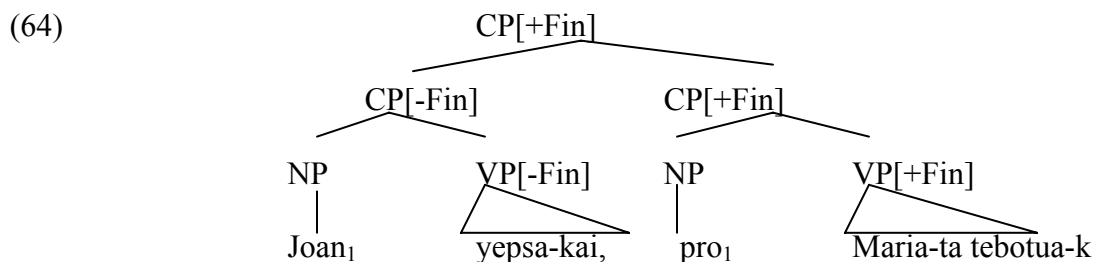 (64) CP[+Fin]
CP[-Fin] CP[+Fin]
NP VP[-Fin] NP VP[+Fin]
Joan₁ yepsa-kai, pro₁ Maria-ta tebotua-k